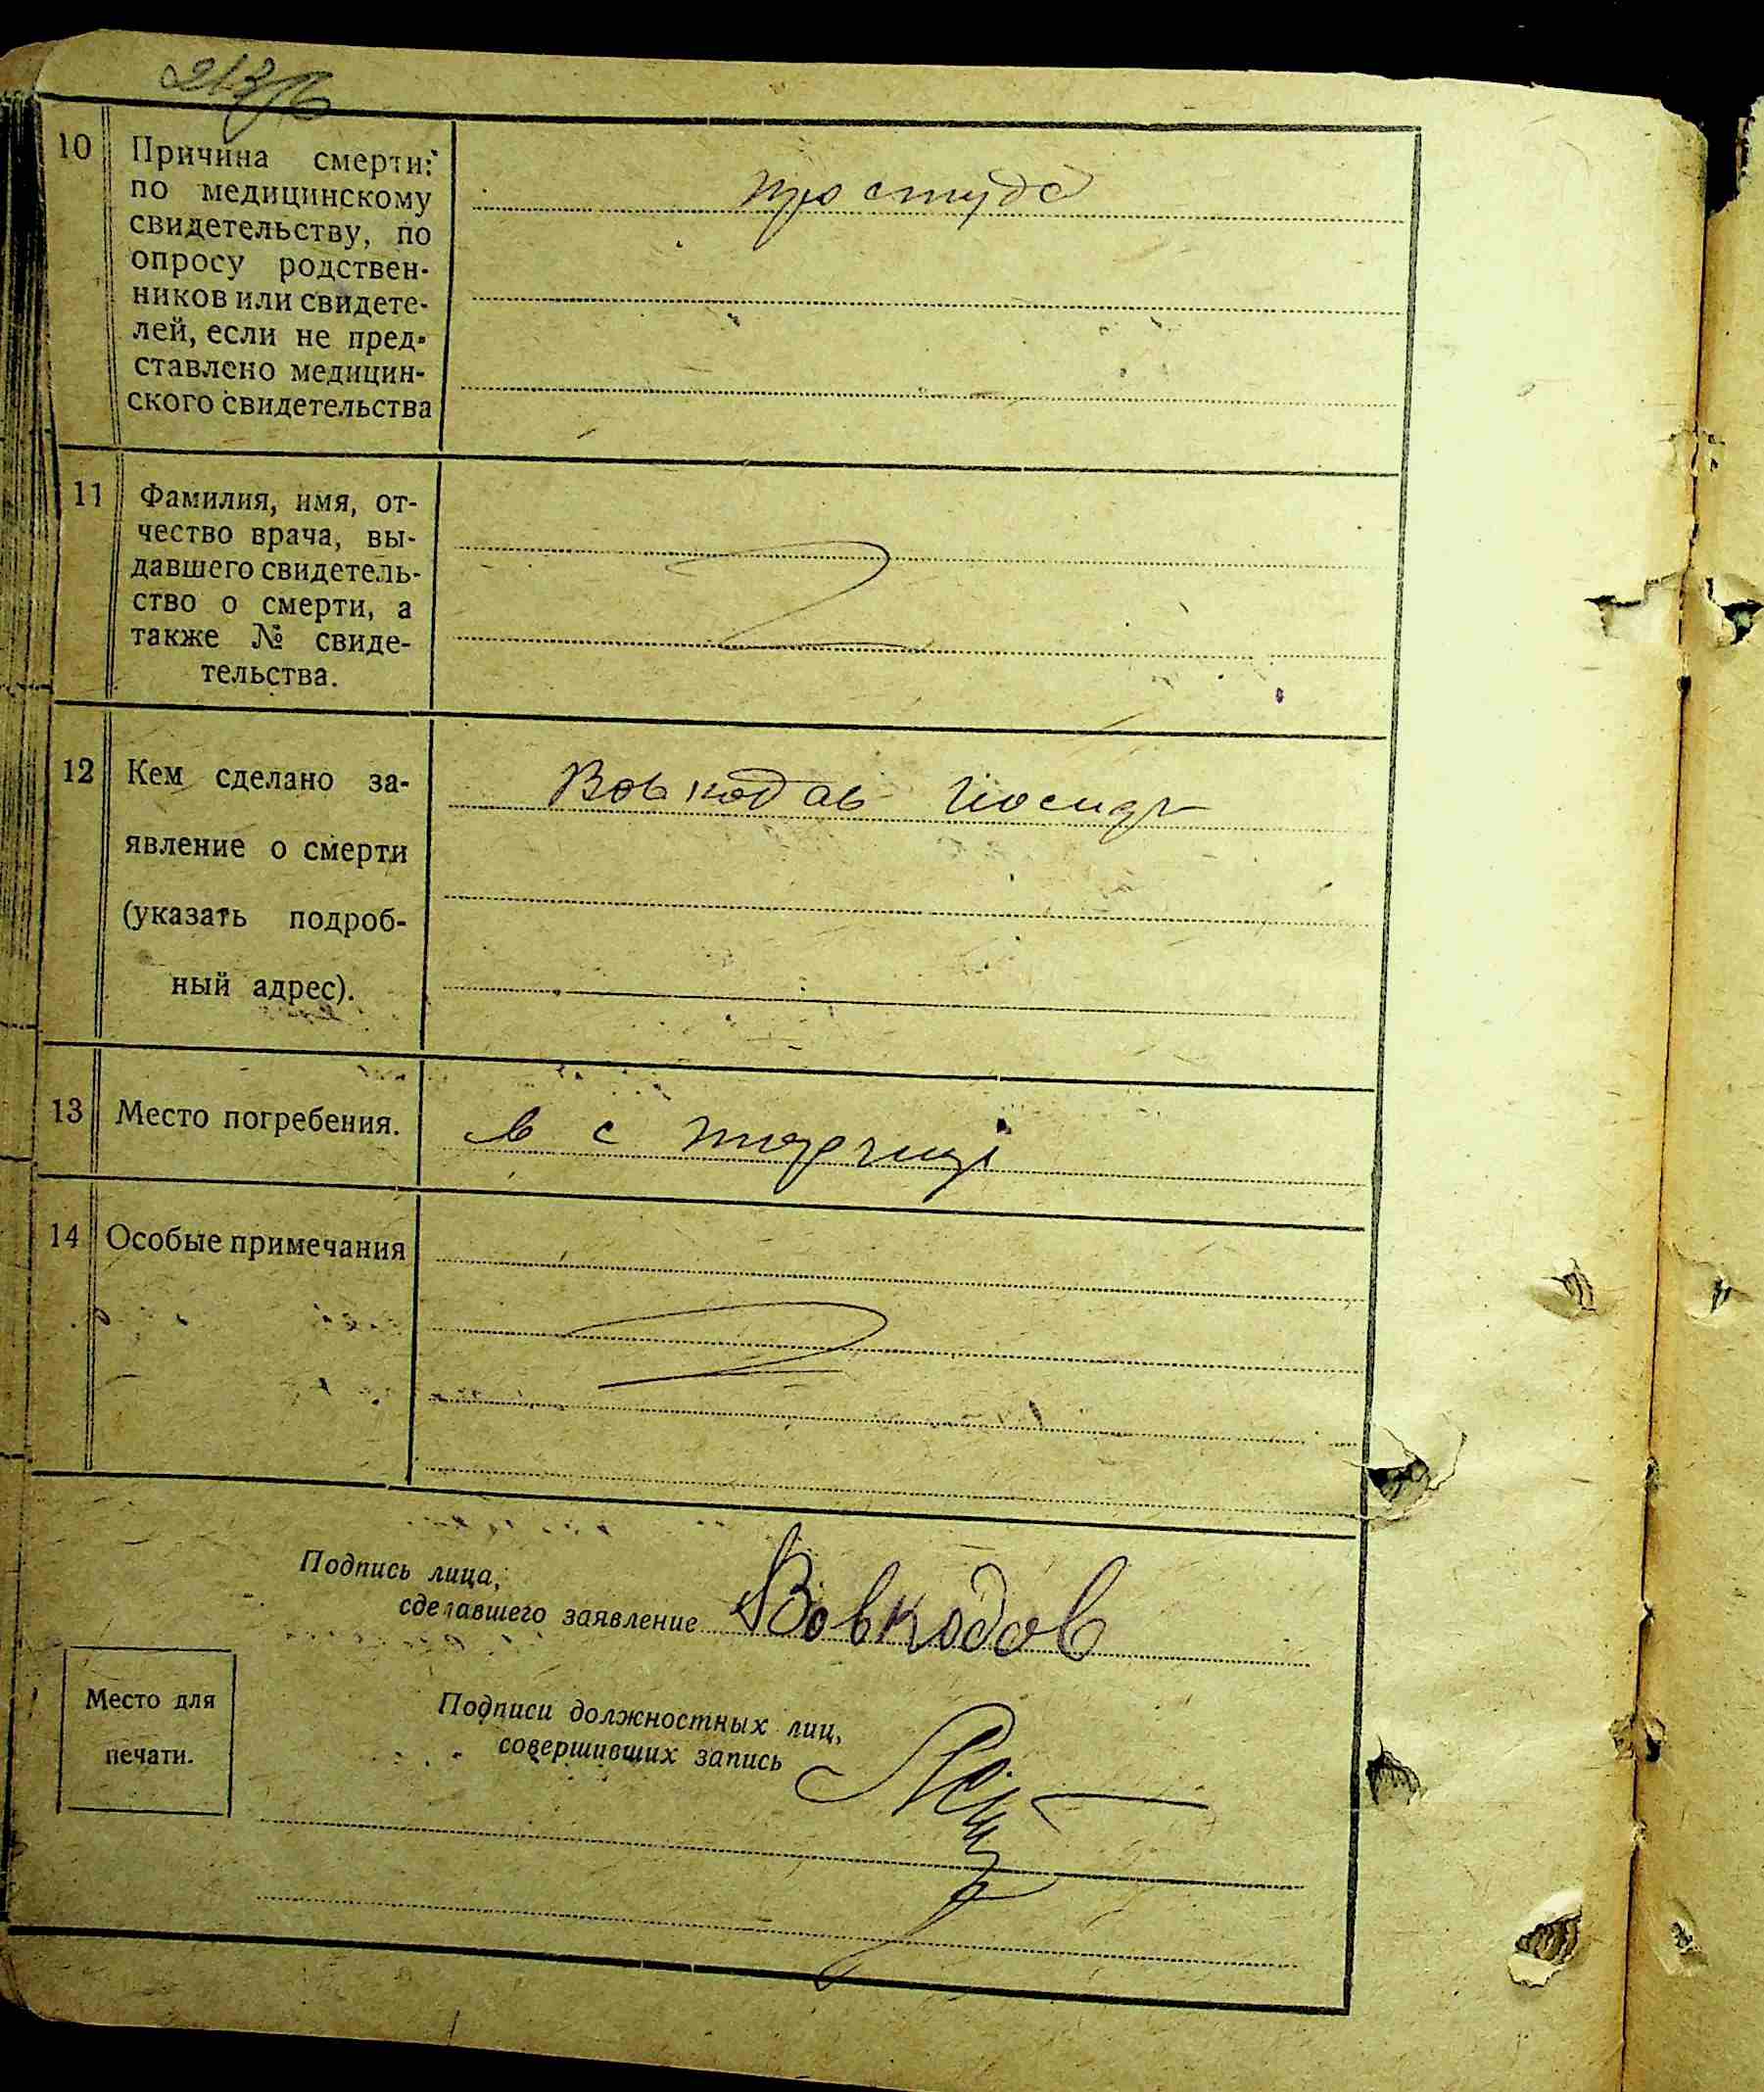 10 Причина смерти: простуда
по медицинскому
свидетельству, по
опросу родствен-
ников или свидете-
лей, если не пред-
ставлено медицин-
ского свидетельства
11 Фамилия, имя, от-
чество врача, вы-
давшего свидетель-
ство о смерти, а
также № свиде-
тельства.
12 Кем сделано за- Вовкодав Йосип
явление о смерти
(указать подроб-
ный адрес).
13 Место погребения. в с
14 Особые примечания
Подпись лица,
сделавшего заявление Вовкодов
Место для
печати.
Подписи должностных лиц,
совершивших запись